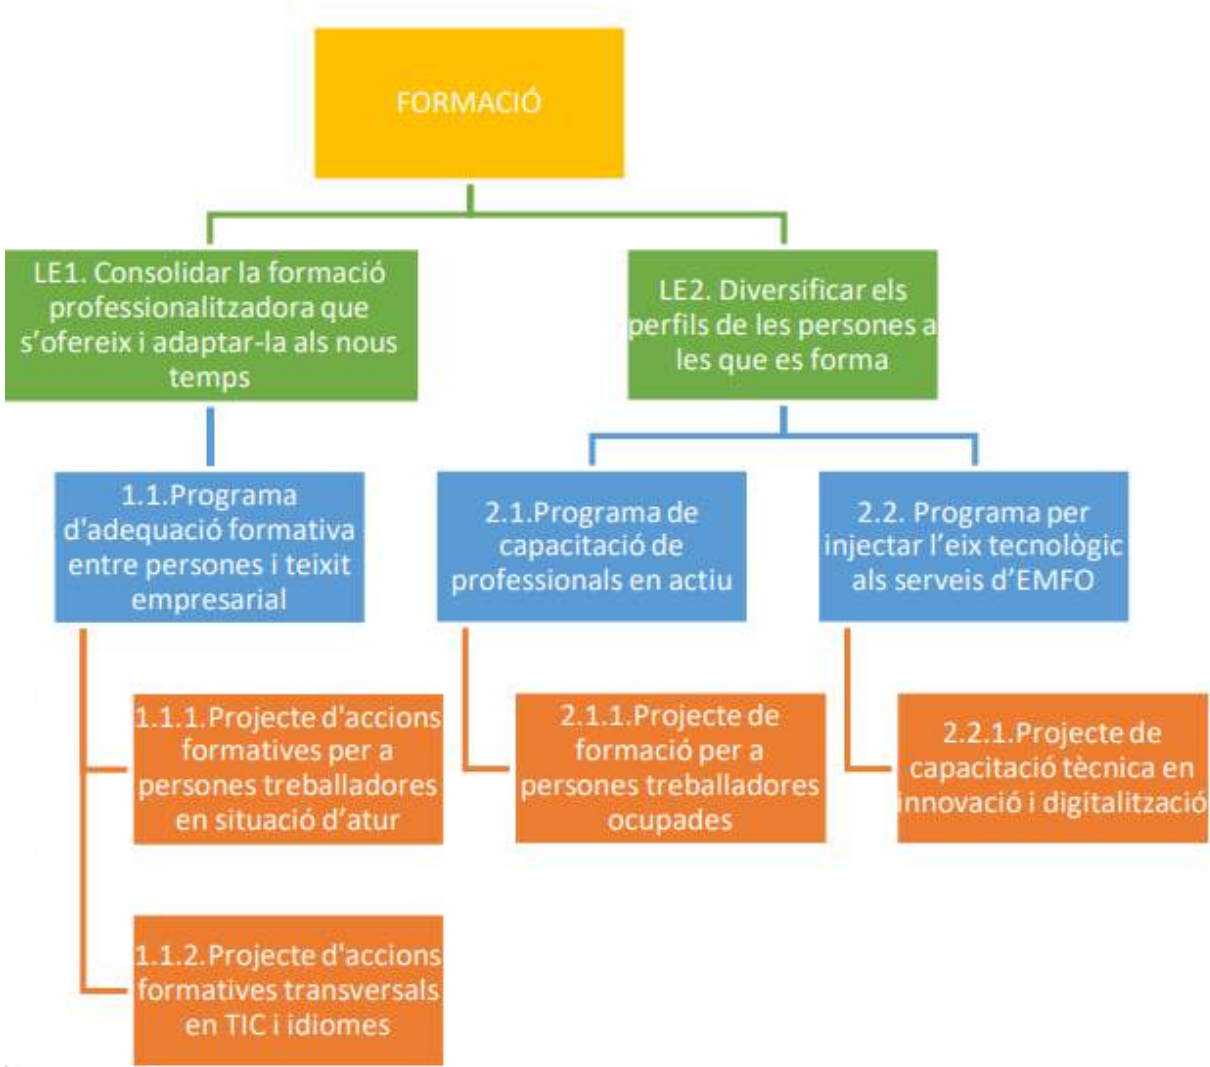 FORMACIÓ
LE1. Consolidar la formació
professionalitzadora que
s'ofereix i adaptar-la als nous
temps
LE2. Diversificar els
perfils de les persones a
les que es forma
1.1.Programa
d'adequació formativa
entre persones i teixit
empresarial
2.1.Programa de
capacitació de
professionals en actiu
2.2. Programa per
injectar l'eix tecnològic
als serveis d'EMFO
1.1.1.Projecte d'accions
formatives per a
persones treballadores
en situació d'atur
2.1.1.Projecte de
formació per a
persones treballadores
ocupades
2.2.1.Projecte de
capacitació tècnica en
innovació i digitalització
1.1.2.Projecte d'accions
formatives transversals
en TIC i idiomes